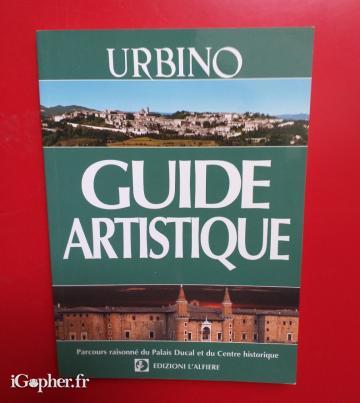 URBINO
GUIDE
ARTISTIQUE
Parcours raisonné du Palais Ducal et du Centre historique
EDIZIONI L'ALFIERE
iGopher.fr